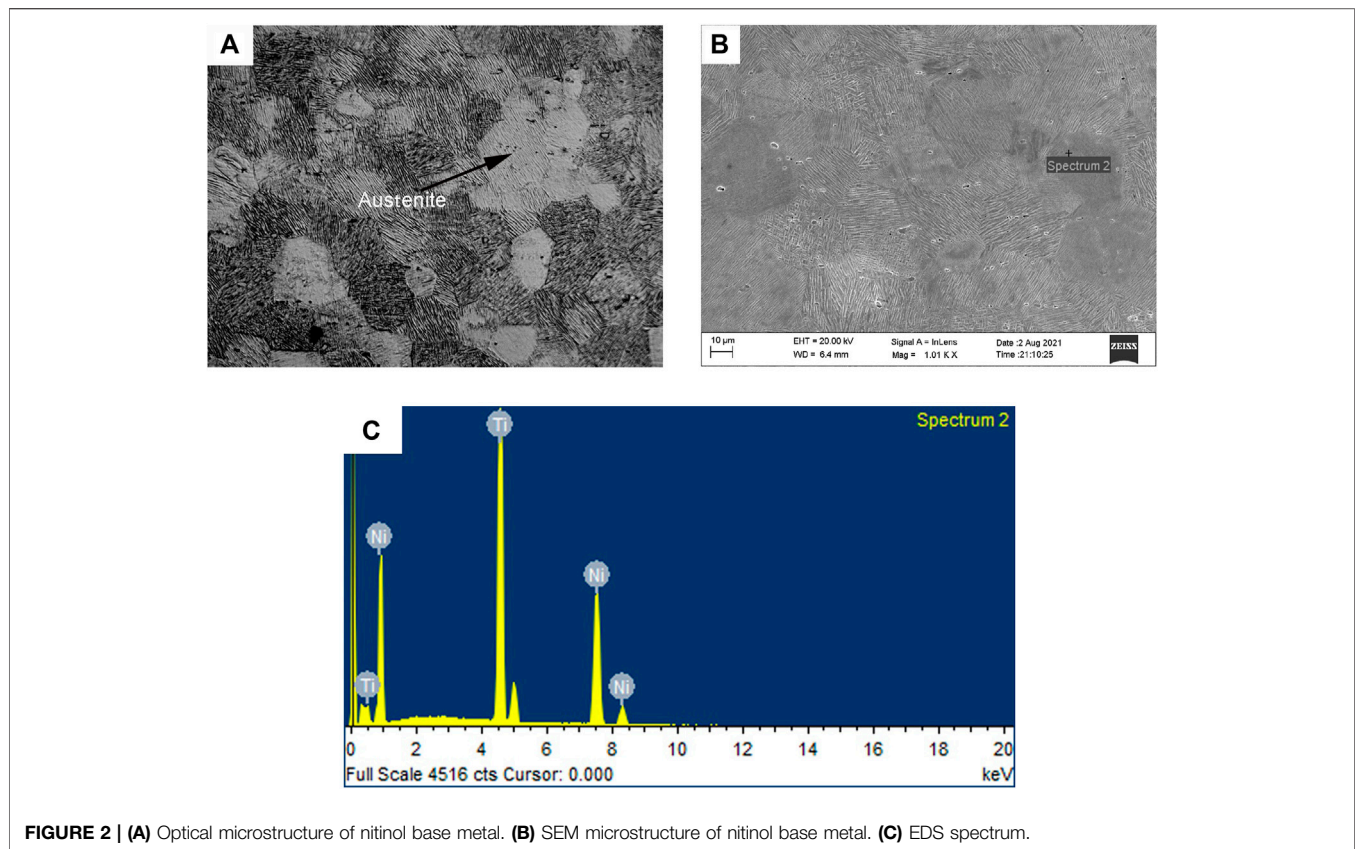 A
Austenite
B
Spectrum 2
10 µm
EHT = 20.00 kV
WD = 6.4 mm
Signal A = InLens
Mag = 1.01 K X
Date :2 Aug 2021
Time :21:10:25
ZEISS
C
Spectrum 2
Ti
Ni
Ni
Ti
Ni
0 2 4 6 8 10 12 14 16 18 20
Full Scale 4516 cts Cursor: 0.000 keV
FIGURE 2 | (A) Optical microstructure of nitinol base metal. (B) SEM microstructure of nitinol base metal. (C) EDS spectrum.